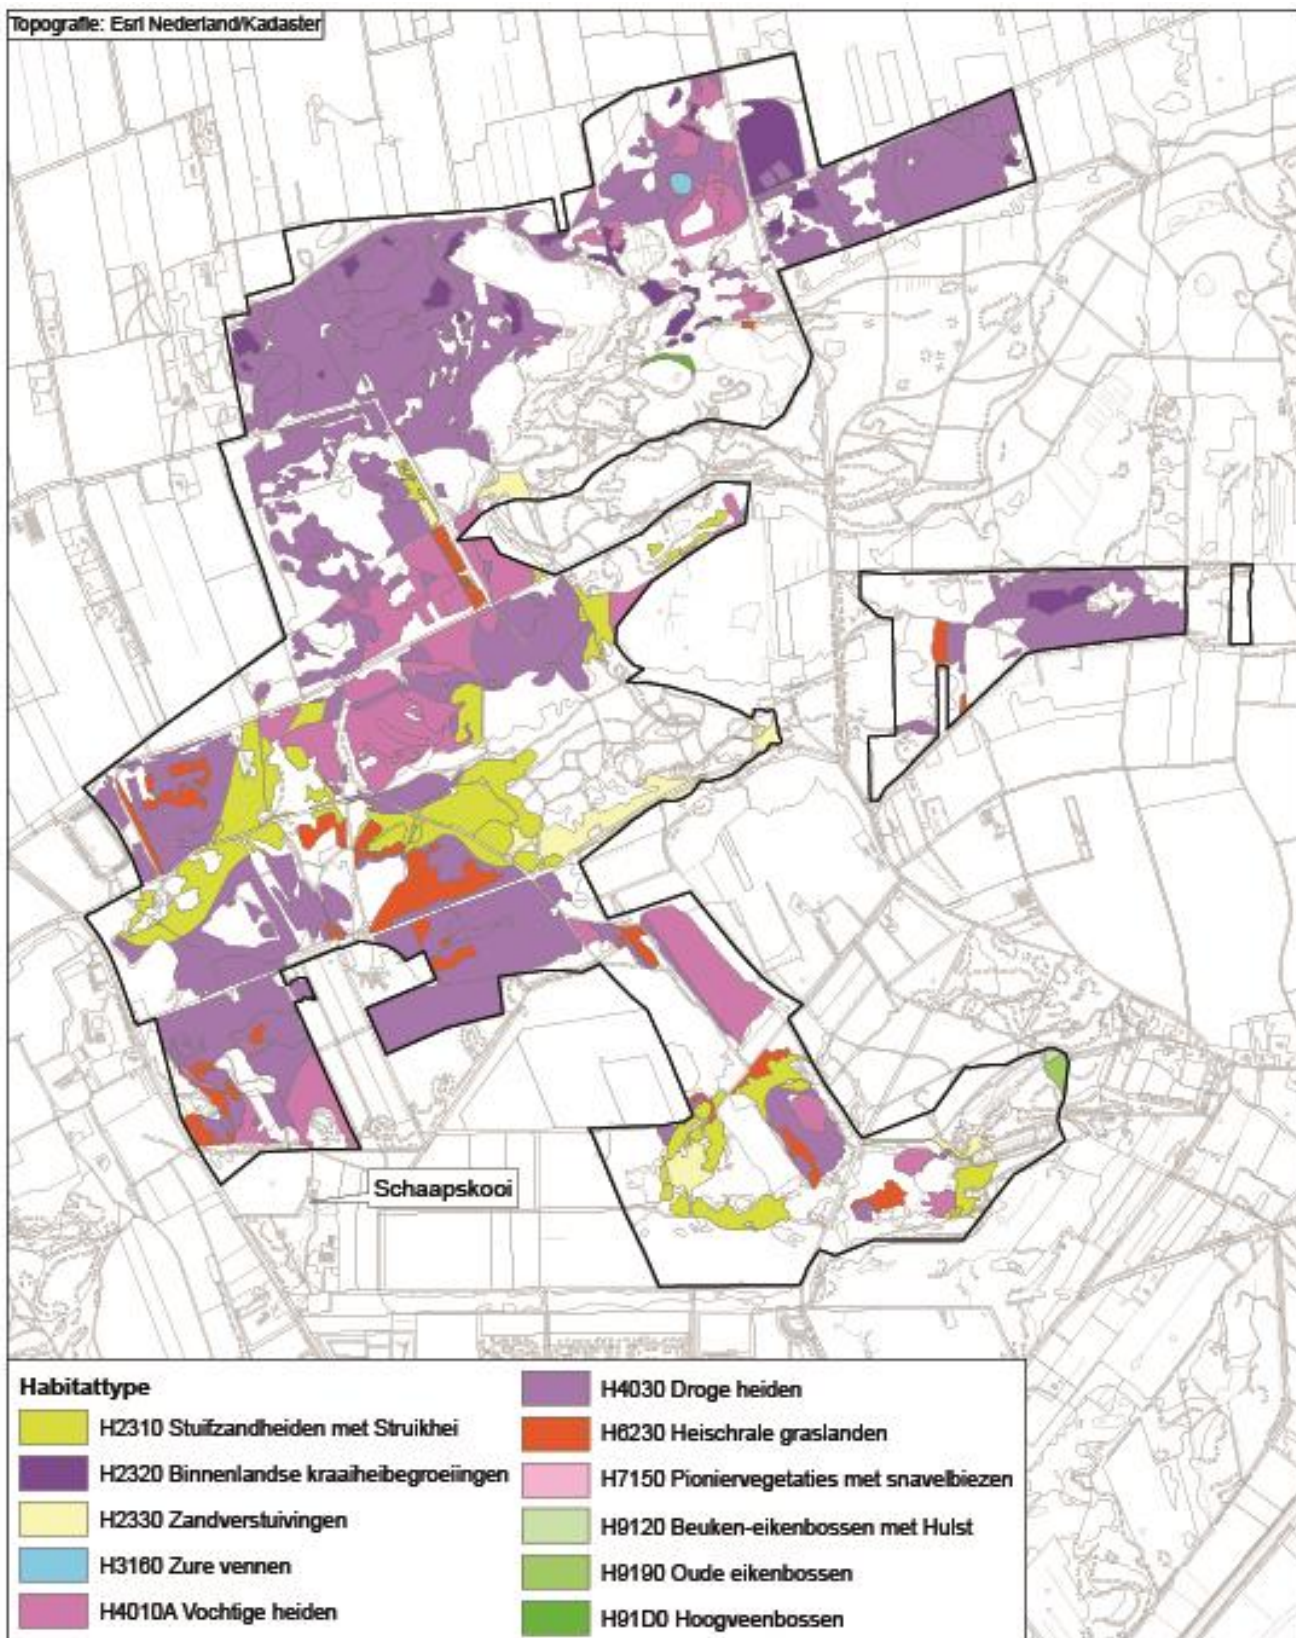 Topografie: Esri Nederland/Kadaster
Schaapskooi
Habitattype
H2310 Stuifzandheiden met Struikhei
H2320 Binnenlandse kraaiheibegroeiingen
H2330 Zandverstuivingen
H3160 Zure vennen
H4010A Vochtige heiden
H4030 Droge heiden
H6230 Heischrale graslanden
H7150 Pioniervegetaties met snavelbiezen
H9120 Beuken-eikenbossen met Hulst
H9190 Oude eikenbossen
H91D0 Hoogveenbossen